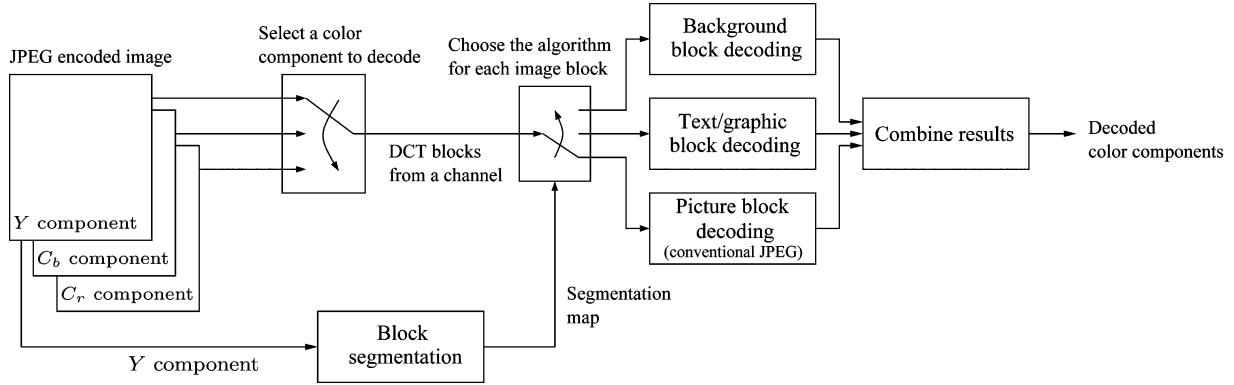 JPEG encoded image
Y component
C_b component
C_r component
Select a color
component to decode
DCT blocks
from a channel
Choose the algorithm
for each image block
Background
block decoding
Text/graphic
block decoding
Picture block
decoding
(conventional JPEG)
Combine results
Decoded
color components
Y component
Block
segmentation
Segmentation
map